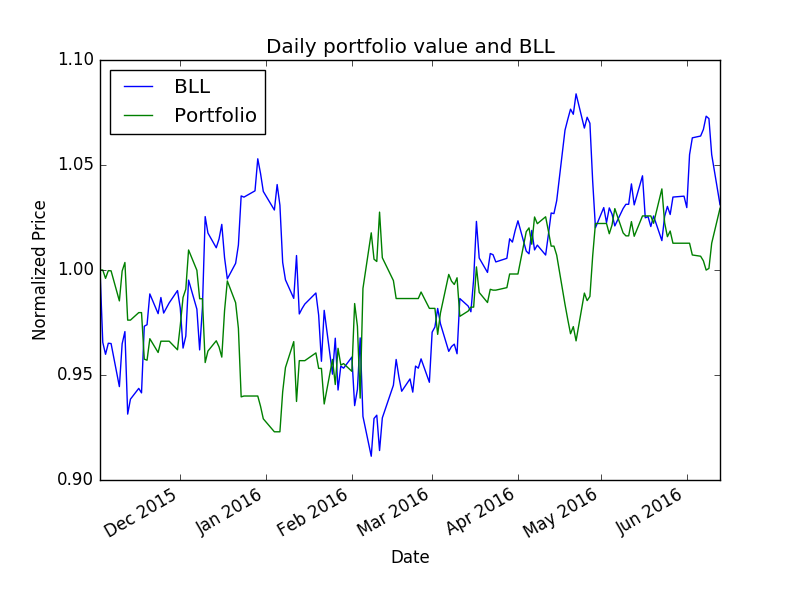 Daily portfolio value and BLL
1.10
BLL
Portfolio
1.05
1.00
0.95
0.90
Normalized Price
Dec 2015
Jan 2016
Feb 2016
Mar 2016
Apr 2016
May 2016
Jun 2016
Date